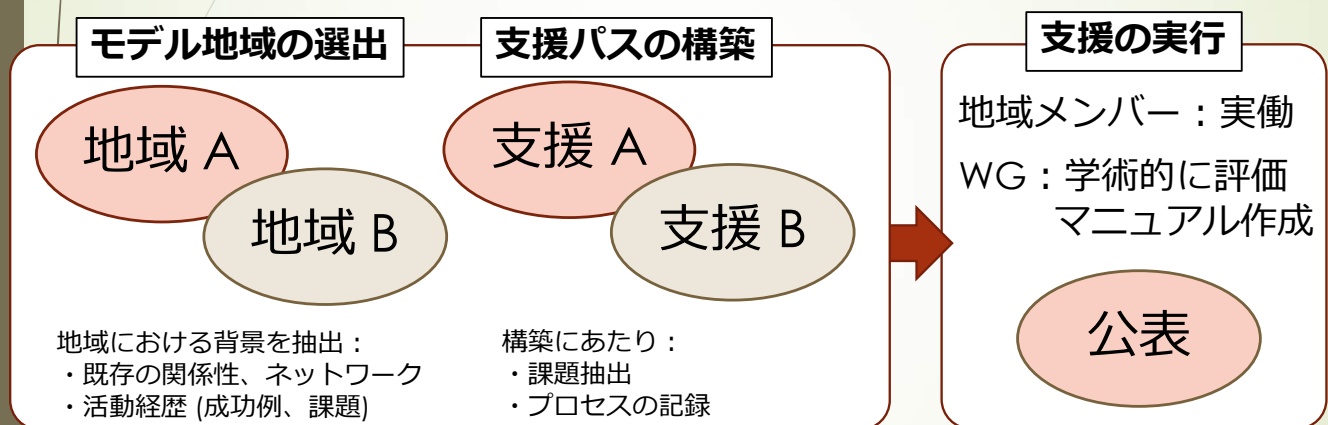 モデル地域の選出
地域 A
地域 B
地域における背景を抽出：
・既存の関係性、ネットワーク
・活動経歴 (成功例、課題)
支援パスの構築
支援 A
支援 B
構築にあたり：
・課題抽出
・プロセスの記録
支援の実行
地域メンバー：実働
WG：学術的に評価
マニュアル作成
公表